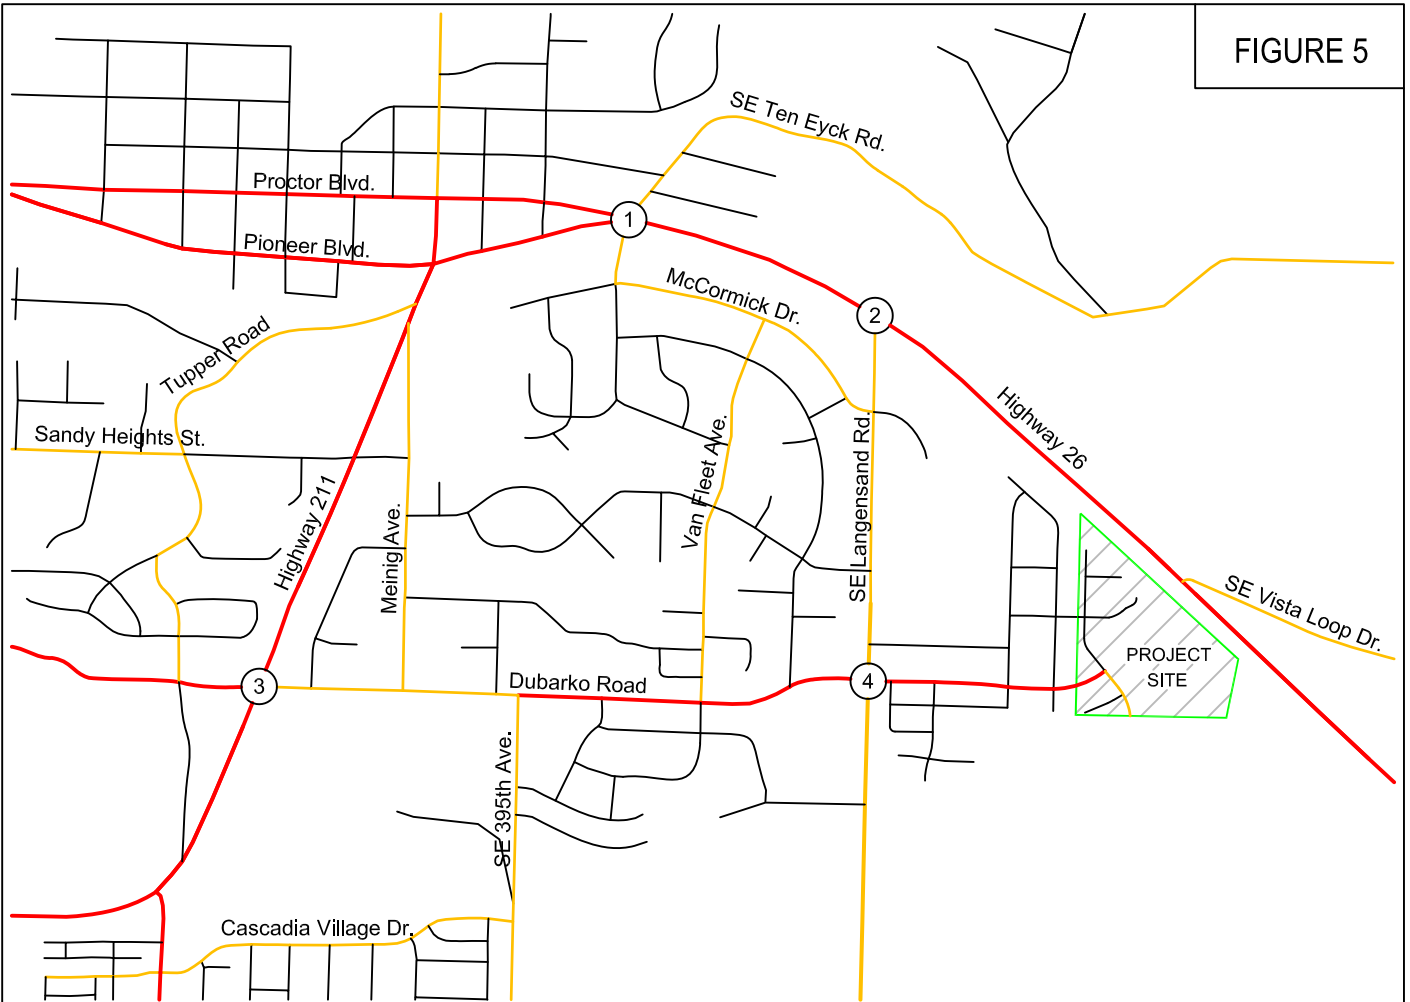 FIGURE 5
SE Ten Eyck Rd.
Proctor Blvd.
1
Pioneer Blvd.
McCormick Dr.
2
Tupper Road
Highway 26
Sandy Heights St.
Van Fleet Ave.
SE Langensand Rd.
Highway 211
Meinig Ave.
SE Vista Loop Dr.
PROJECT
SITE
3
Dubarko Road
4
SE 395th Ave.
Cascadia Village Dr.